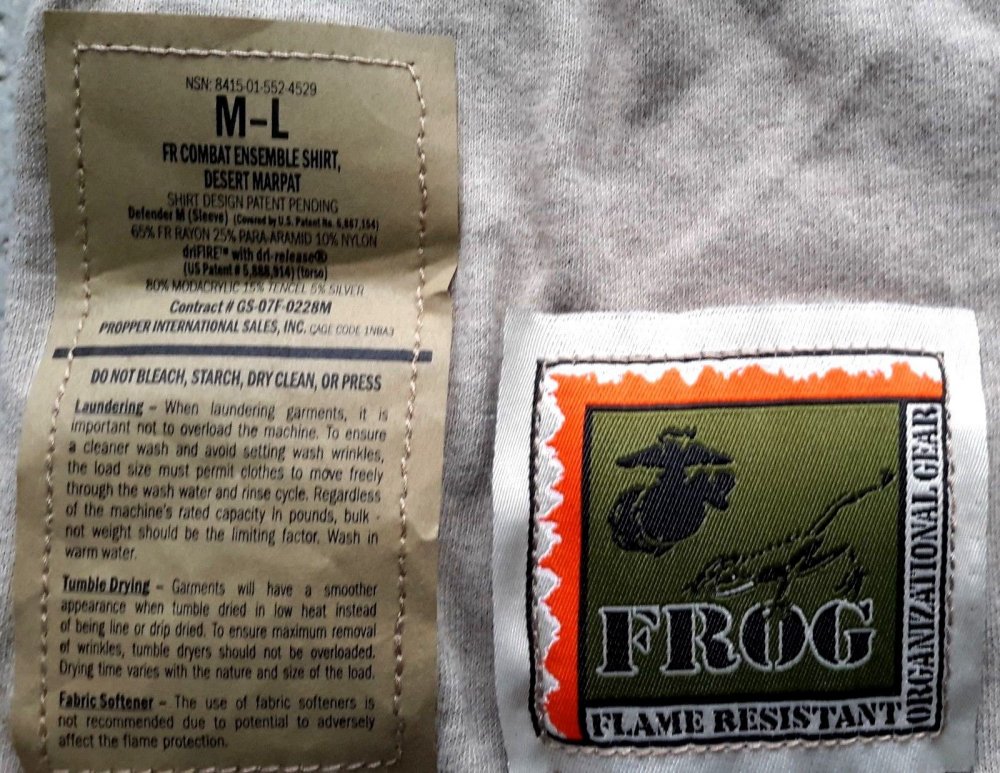 NSN: 8415-01-552-4529
M-L
FR COMBAT ENSEMBLE SHIRT,
DESERT MARPAT
SHIRT DESIGN PATENT PENDING
Defender M (Sleeve) (Covered by U.S. Patent No. 6,867,154)
65% FR RAYON 25% PARA-ARAMID 10% NYLON
driFIRE™ with dri-release®
(US Patent # 5,888,914) (torso)
80% MODACRYLIC 15% TENCEL 5% SILVER
Contract # GS-07F-0228M
PROPPER INTERNATIONAL SALES, INC. CAGE CODE 1NBA3
DO NOT BLEACH, STARCH, DRY CLEAN, OR PRESS
Laundering – When laundering garments, it is
important not to overload the machine. To ensure
a cleaner wash and avoid setting wash wrinkles,
the load size must permit clothes to move freely
through the wash water and rinse cycle. Regardless
of the machine's rated capacity in pounds, bulk -
not weight should be the limiting factor. Wash in
warm water.
Tumble Drying – Garments will have a smoother
appearance when tumble dried in low heat instead
of being line or drip dried. To ensure maximum removal
of wrinkles, tumble dryers should not be overloaded.
Drying time varies with the nature and size of the load.
Fabric Softener – The use of fabric softeners is
not recommended due to potential to adversely
affect the flame protection.
FROG
FLAME RESISTANT
ORGANIZATIONAL GEAR